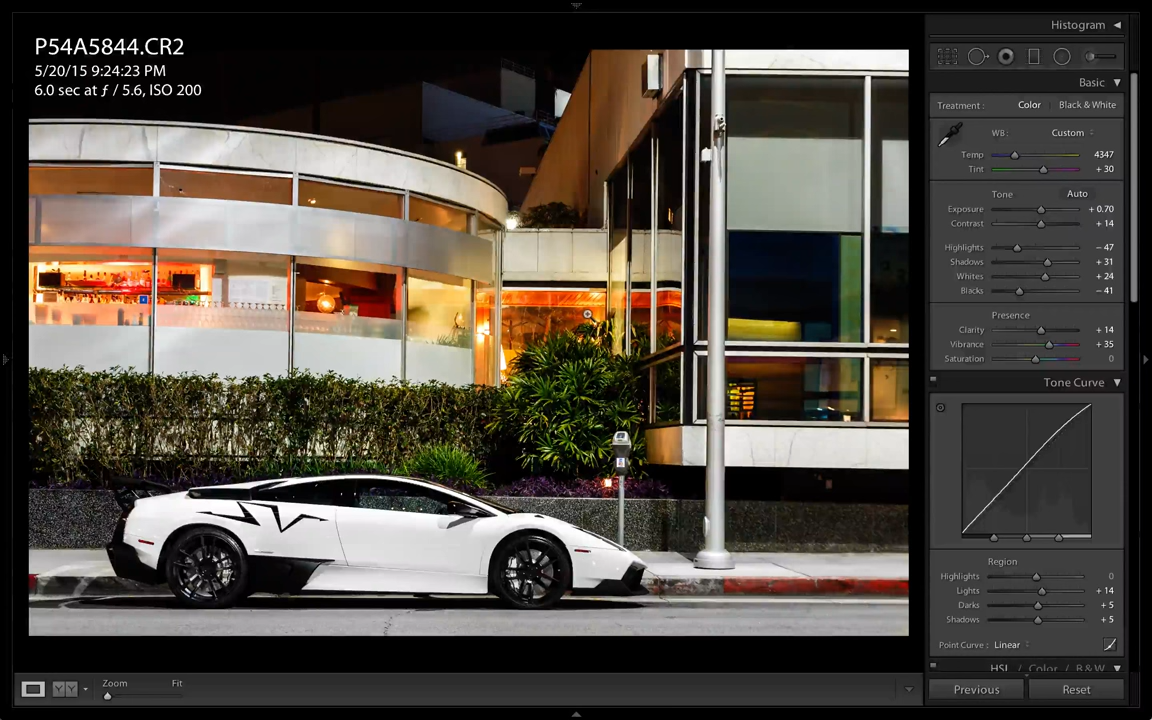 P54A5844.CR2
5/20/15 9:24:23 PM
6.0 sec at ƒ / 5.6, ISO 200
Histogram
Basic
Treatment : Color Black & White
WB : Custom
Temp 4347
Tint + 30
Tone Auto
Exposure + 0.70
Contrast + 14
Highlights − 47
Shadows + 31
Whites + 24
Blacks − 41
Presence
Clarity + 14
Vibrance + 35
Saturation 0
Tone Curve
Region
Highlights 0
Lights + 14
Darks + 5
Shadows + 5
Point Curve : Linear
HSL / Color / B & W
Previous Reset
Zoom Fit